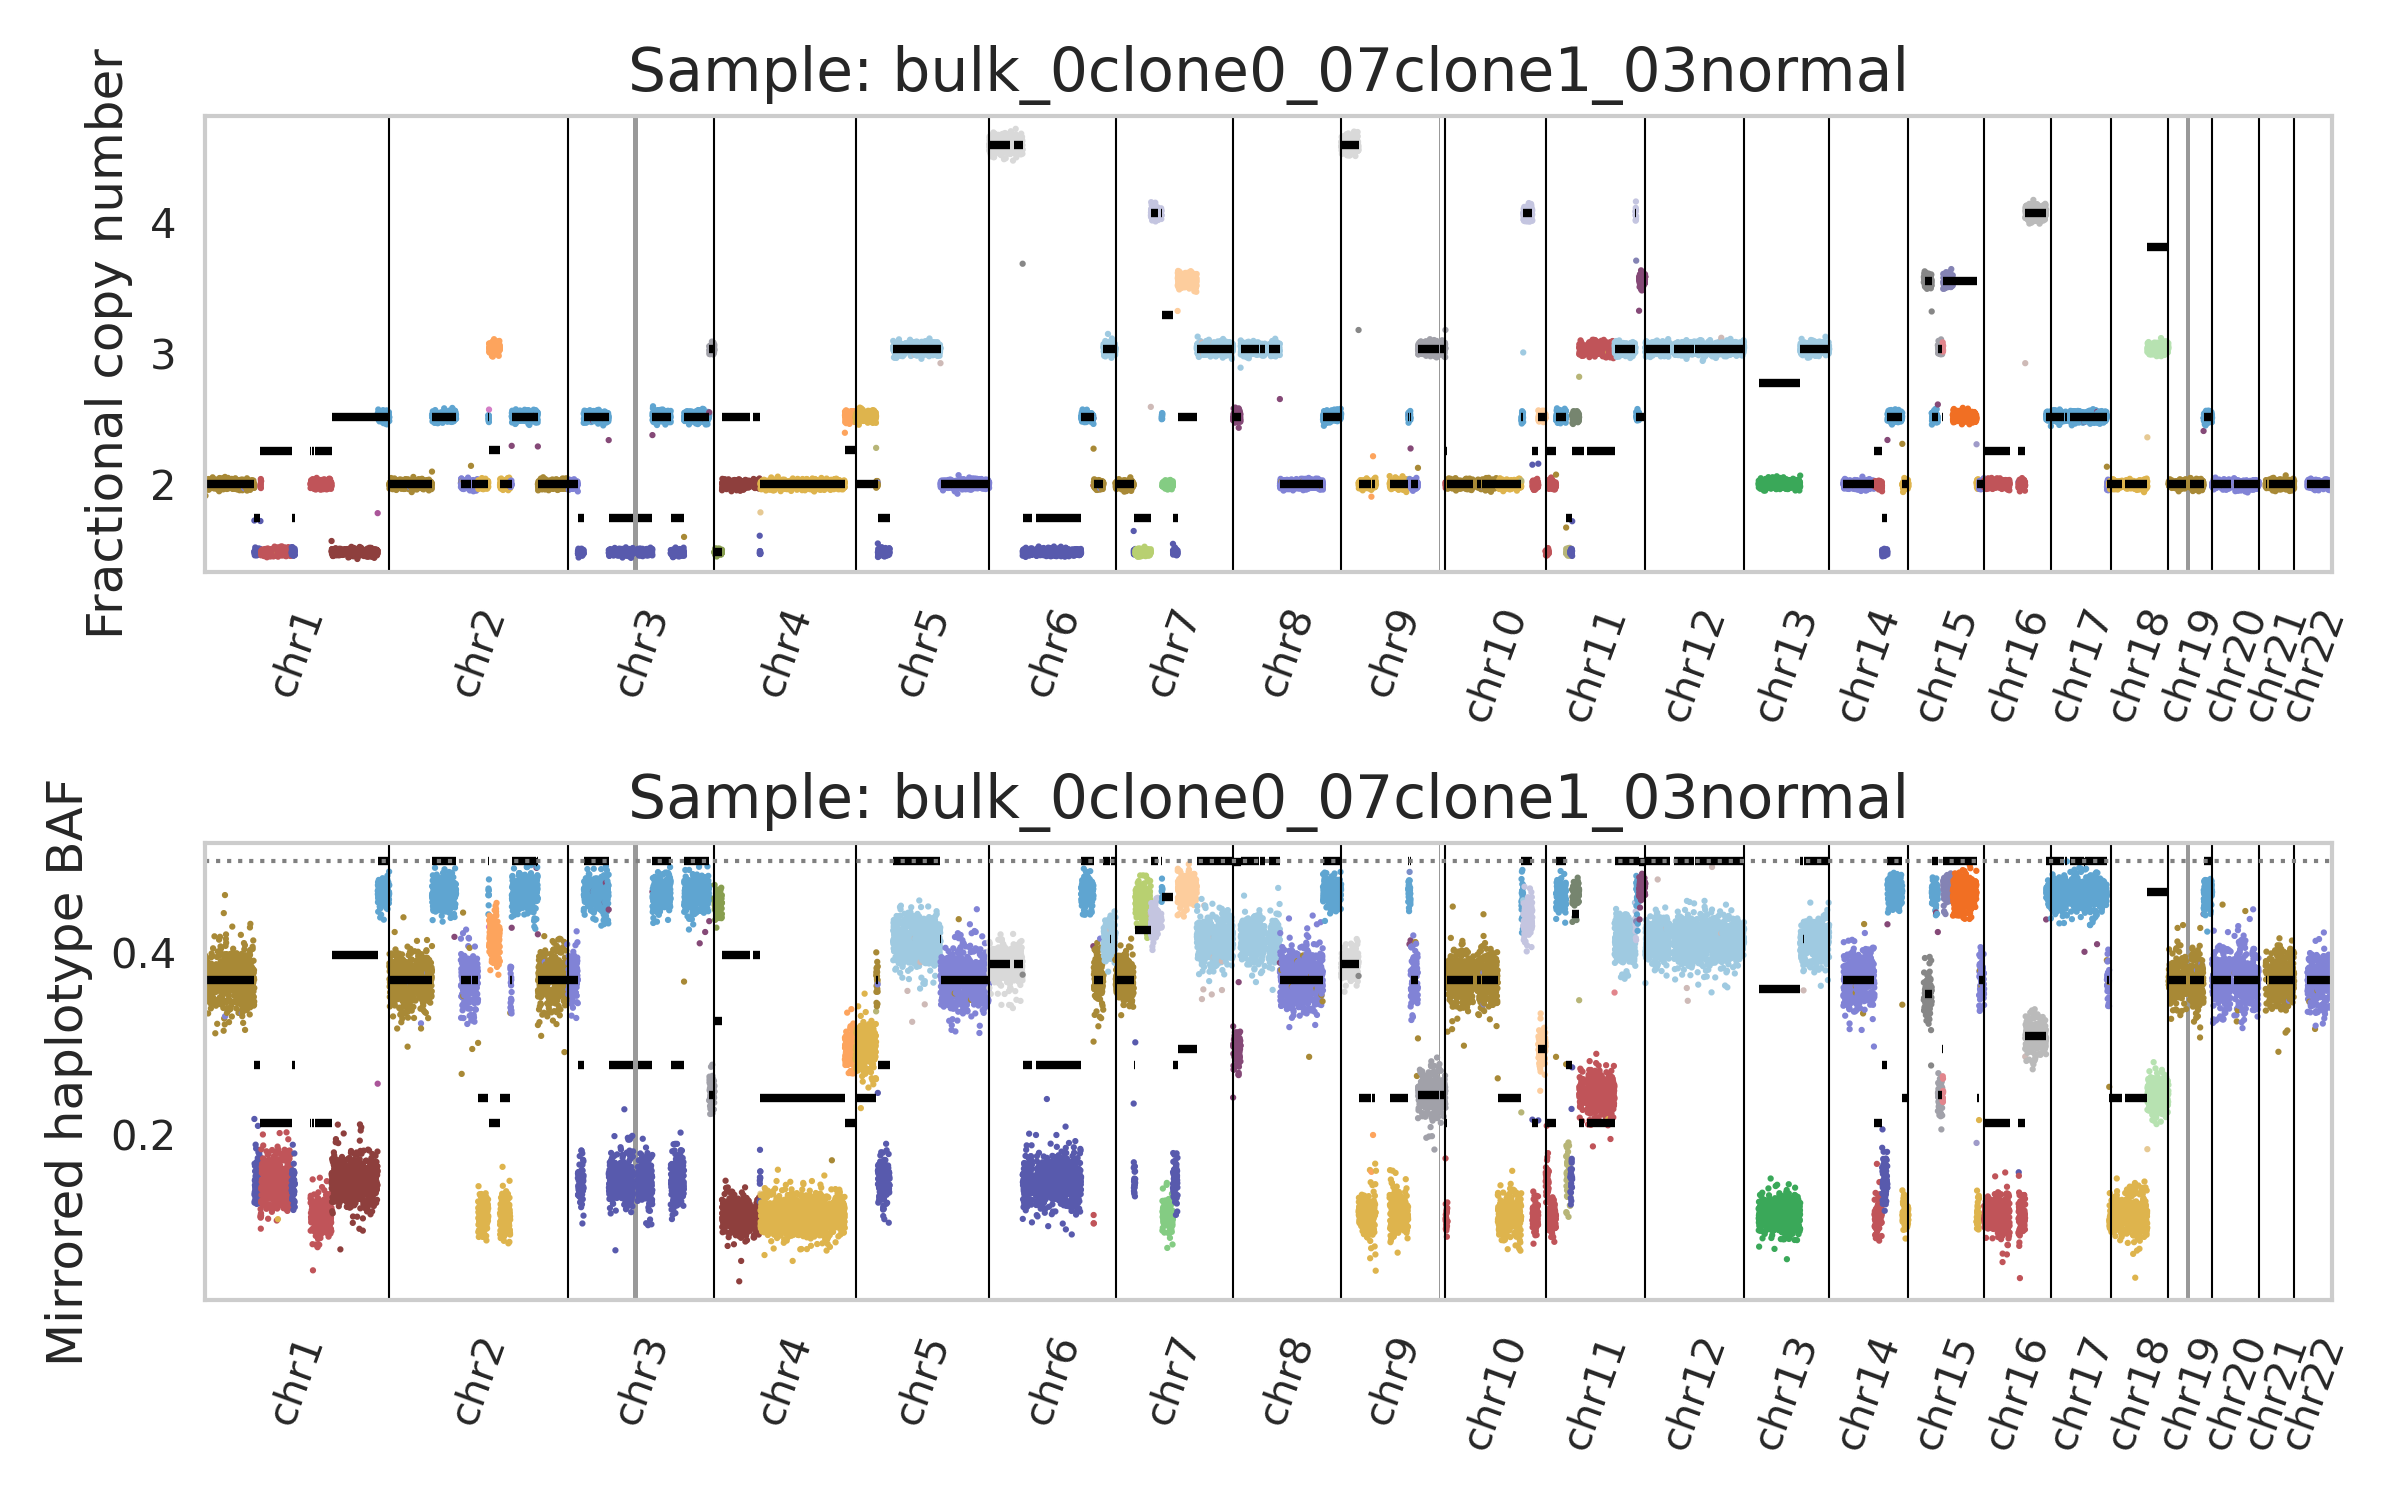 Sample: bulk_0clone0_07clone1_03normal
Fractional copy number
4
3
2
chr1 chr2 chr3 chr4 chr5 chr6 chr7 chr8 chr9 chr10 chr11 chr12 chr13 chr14 chr15 chr16 chr17 chr18 chr19 chr20 chr21 chr22
Sample: bulk_0clone0_07clone1_03normal
Mirrored haplotype BAF
0.4
0.2
chr1 chr2 chr3 chr4 chr5 chr6 chr7 chr8 chr9 chr10 chr11 chr12 chr13 chr14 chr15 chr16 chr17 chr18 chr19 chr20 chr21 chr22